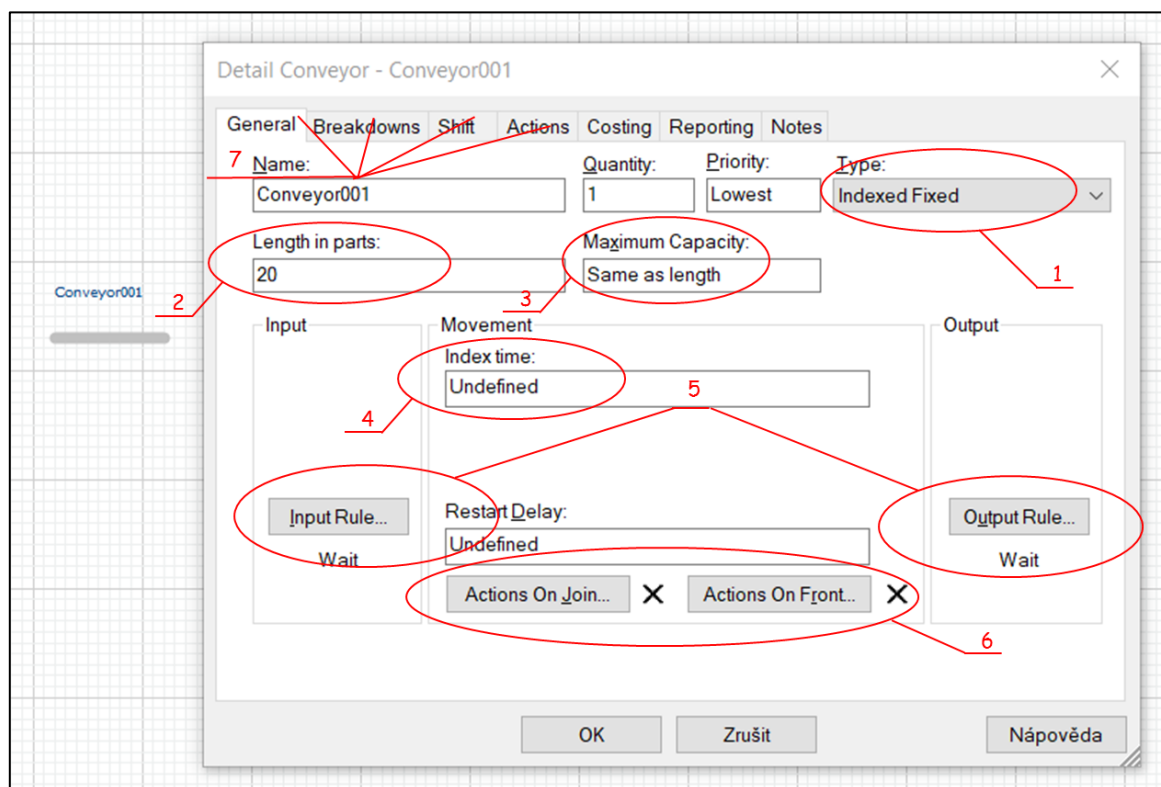 Detail Conveyor - Conveyor001
General Breakdowns Shift Actions Costing Reporting Notes
7 Name: Quantity: Priority: Type:
Conveyor001 1 Lowest Indexed Fixed
Length in parts: Maximum Capacity:
20 Same as length 1
Conveyor001 2 3
Input Movement Output
Index time:
Undefined 5
4
Input Rule... Restart Delay: Output Rule...
Undefined
Wait Wait
Actions On Join... Actions On Front...
6
OK Zrušit Nápověda